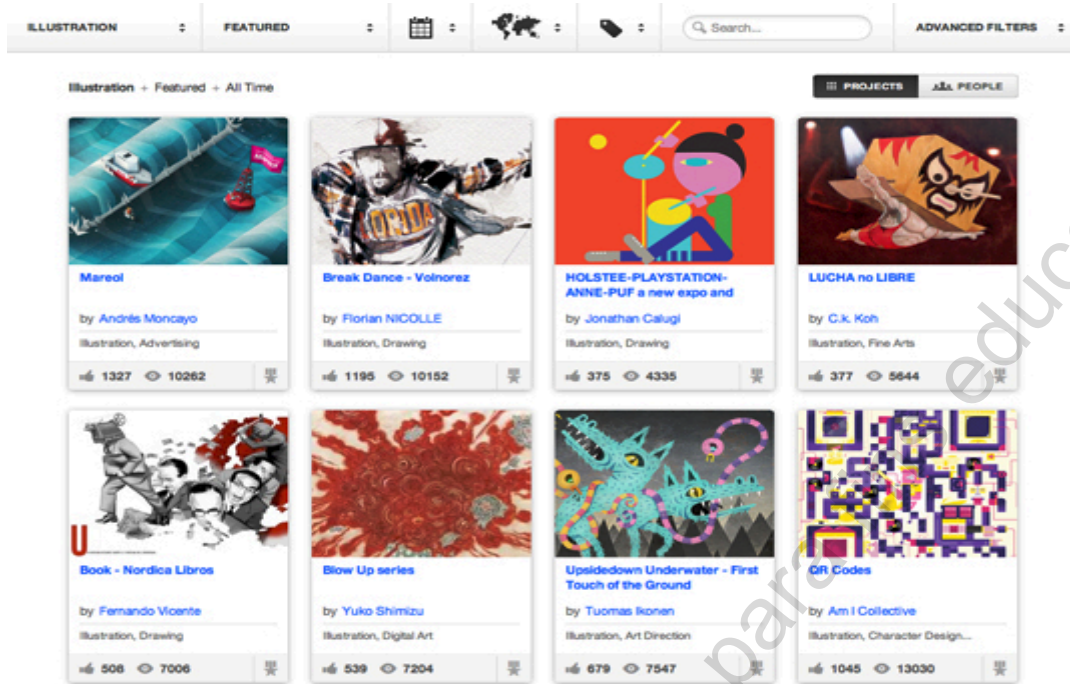 ILLUSTRATION FEATURED Search... ADVANCED FILTERS
Illustration + Featured + All Time PROJECTS PEOPLE
FLORIDA
Mareol Break Dance - Volnorez HOLSTEE-PLAYSTATION- LUCHA no LIBRE
ANNE-PUF a new expo and
by Andrés Moncayo by Florian NICOLLE by Jonathan Calugi by C.k. Koh
Illustration, Advertising Illustration, Drawing Illustration, Drawing Illustration, Fine Arts
1327 10262 1195 10152 375 4335 377 5644
U
Book - Nordica Libros Blow Up series Upsidedown Underwater - First QR Codes
Touch of the Ground
by Fernando Vicente by Yuko Shimizu by Tuomas Ikonen by Am I Collective
Illustration, Drawing Illustration, Digital Art Illustration, Art Direction Illustration, Character Design...
508 7006 539 7204 679 7547 1045 13030
para educ